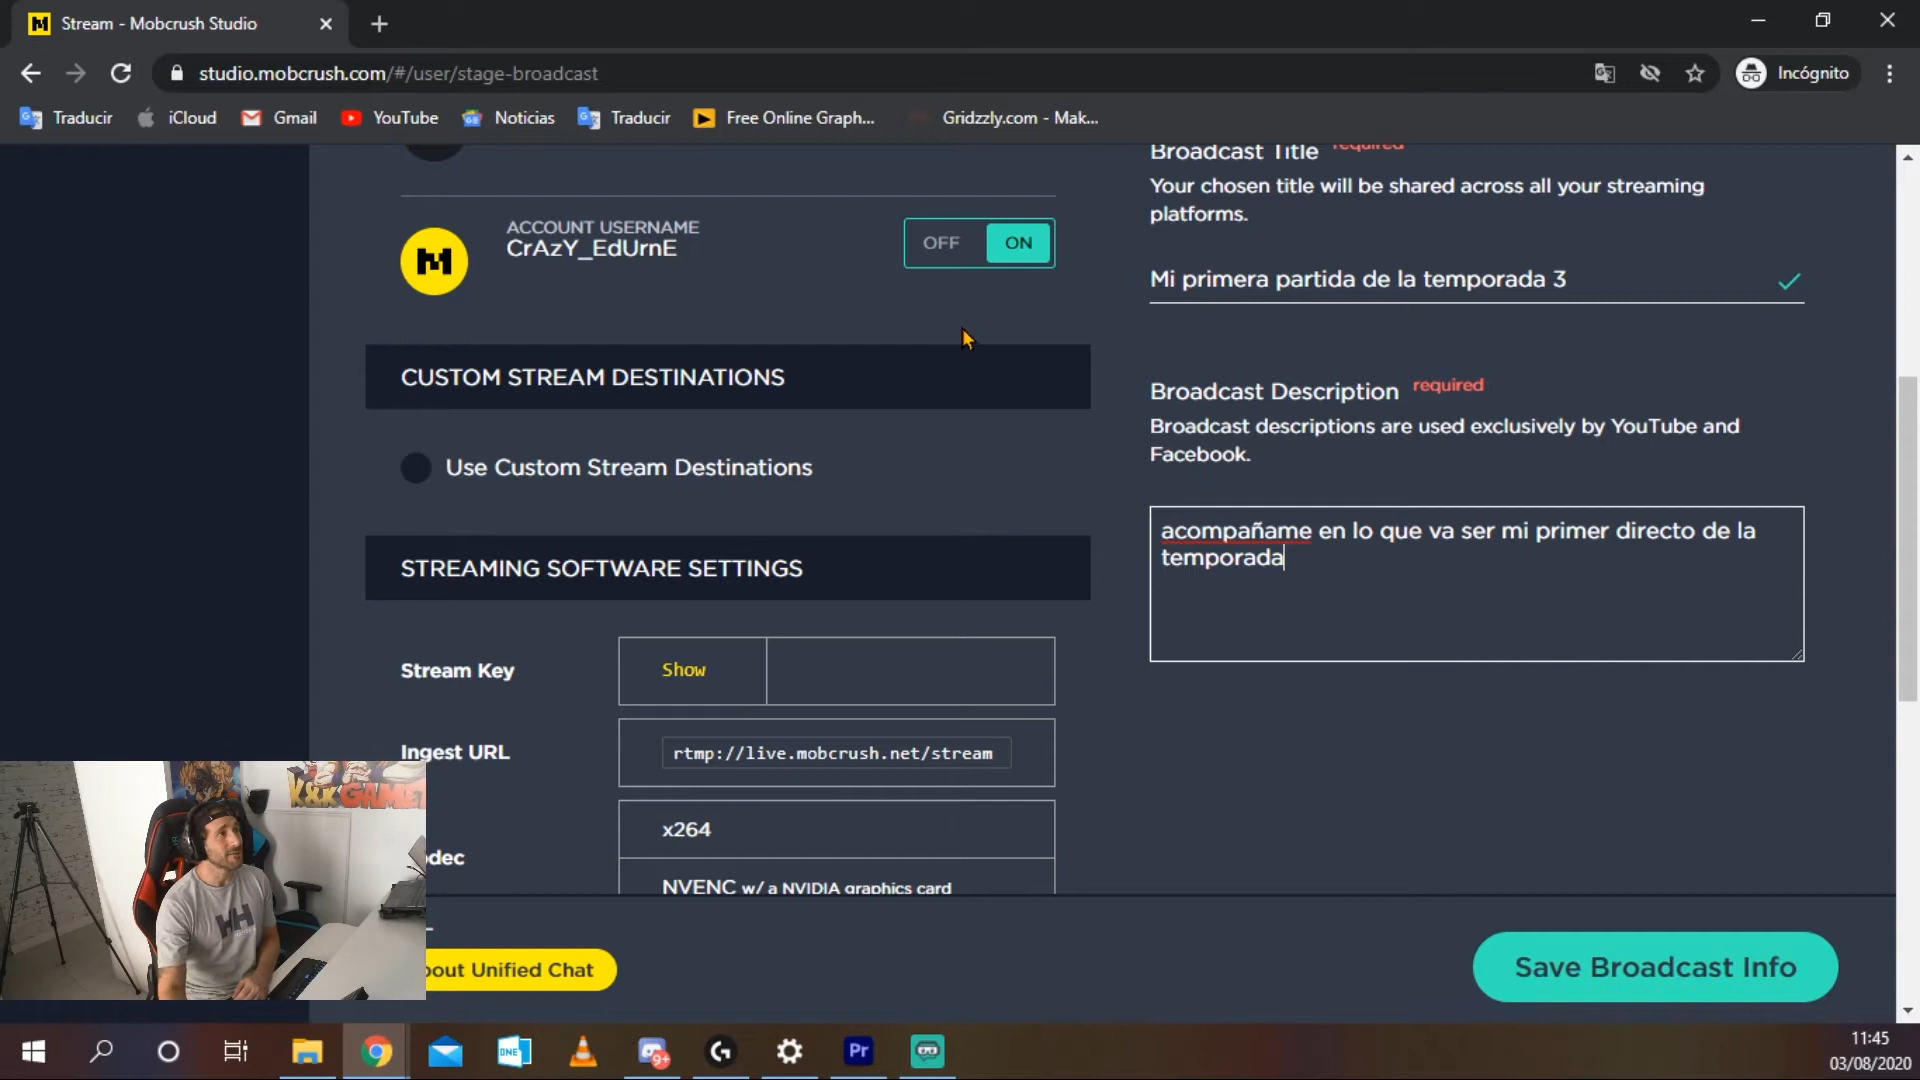 Stream - Mobcrush Studio
studio.mobcrush.com/#/user/stage-broadcast
Incógnito
Traducir
iCloud
Gmail
YouTube
Noticias
Traducir
Free Online Graph...
Gridzzly.com - Mak...
ACCOUNT USERNAME
CrAzY_EdUrnE
OFF
ON
CUSTOM STREAM DESTINATIONS
Use Custom Stream Destinations
STREAMING SOFTWARE SETTINGS
Stream Key
Show
Ingest URL
rtmp://live.mobcrush.net/stream
x264
NVENC w/ a NVIDIA graphics card
Broadcast Title required
Your chosen title will be shared across all your streaming
platforms.
Mi primera partida de la temporada 3
Broadcast Description required
Broadcast descriptions are used exclusively by YouTube and
Facebook.
acompañame en lo que va ser mi primer directo de la
temporada
Unified Chat
Save Broadcast Info
K&K
HH
ONE
9+
Pr
11:45
03/08/2020